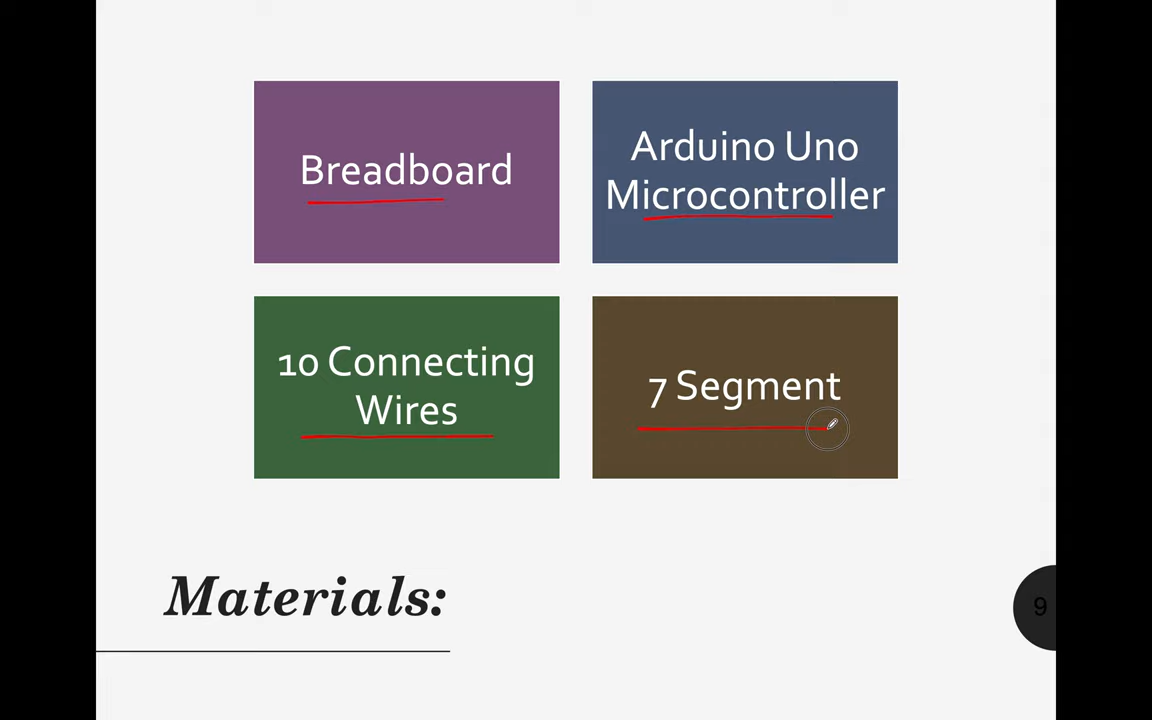 Breadboard
Arduino Uno
Microcontroller
10 Connecting
Wires
7 Segment
Materials:
9